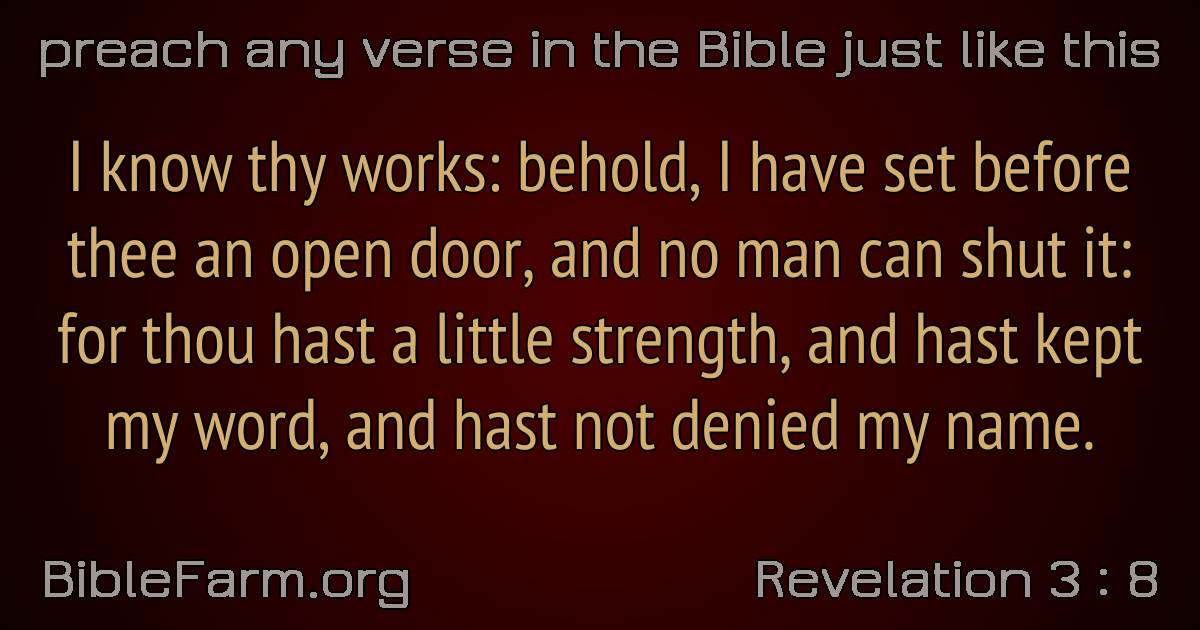 preach any verse in the Bible just like this
I know thy works: behold, I have set before
thee an open door, and no man can shut it:
for thou hast a little strength, and hast kept
my word, and hast not denied my name.
BibleFarm.org
Revelation 3 : 8